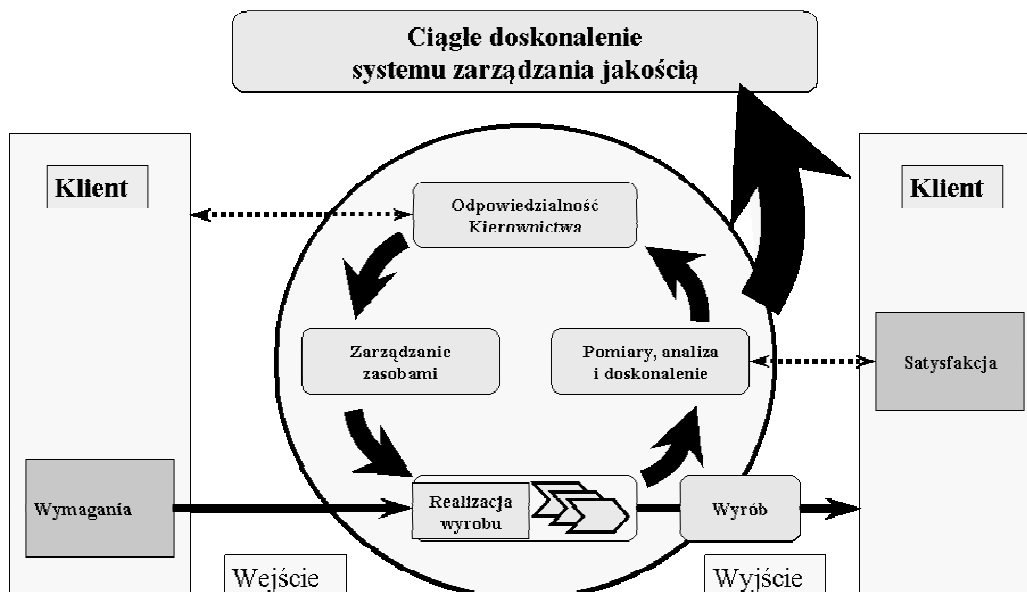 Ciągłe doskonalenie
systemu zarządzania jakością
Klient
Klient
Odpowiedzialność
Kierownictwa
Zarządzanie
zasobami
Pomiary, analiza
i doskonalenie
Satysfakcja
Wymagania
Realizacja
wyrobu
Wyrób
Wejście
Wyjście